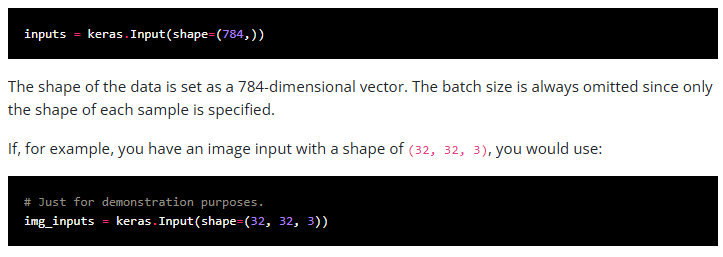 inputs = keras.Input(shape=(784,))
The shape of the data is set as a 784-dimensional vector. The batch size is always omitted since only
the shape of each sample is specified.
If, for example, you have an image input with a shape of (32, 32, 3), you would use:
# Just for demonstration purposes.
img_inputs = keras.Input(shape=(32, 32, 3))